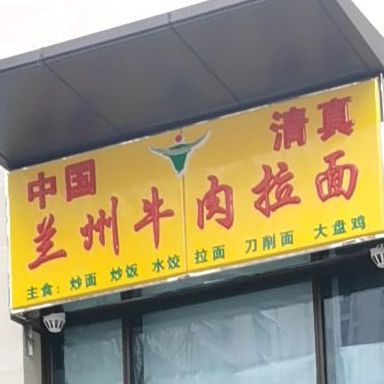 中国 清真
兰州牛肉拉面
主食：炒面 炒饭 水饺 拉面 刀削面 大盘鸡